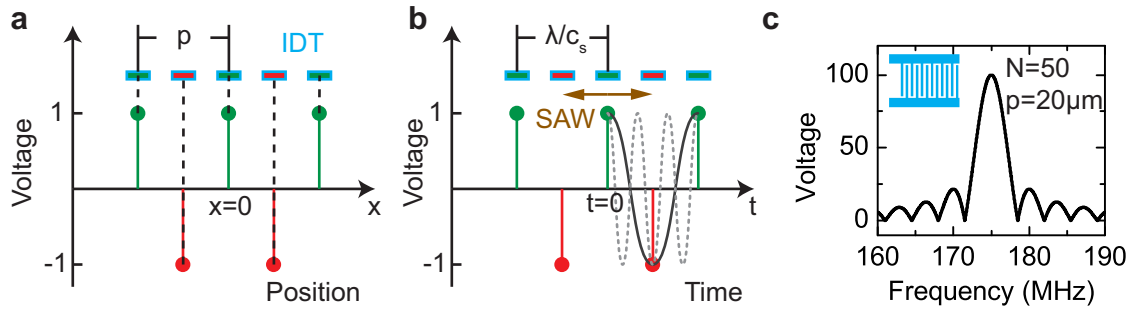 a
p
IDT
Voltage
1
-1
x=0
x
Position
b
λ/cs
SAW
Voltage
1
-1
t=0
t
Time
c
N=50
p=20μm
Voltage
100
50
0
160 170 180 190
Frequency (MHz)